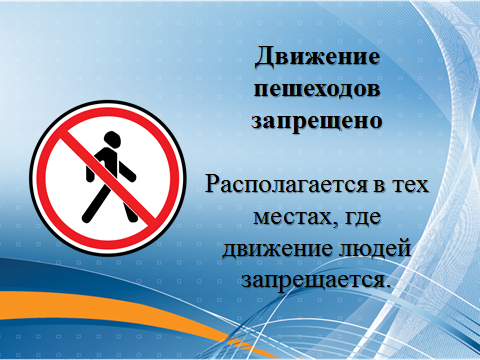 Движение
пешеходов
запрещено
Располагается в тех
местах, где
движение людей
запрещается.